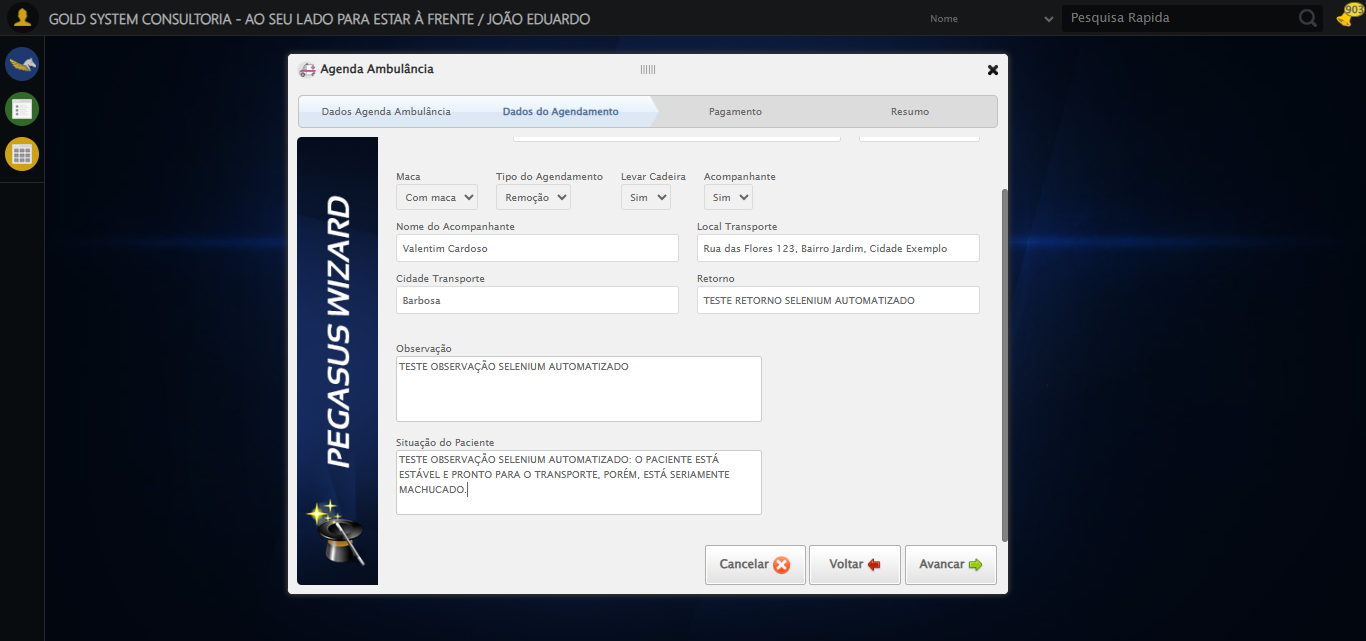 GOLD SYSTEM CONSULTORIA - AO SEU LADO PARA ESTAR À FRENTE / JOÃO EDUARDO
Nome
Pesquisa Rapida
903
Agenda Ambulância
Dados Agenda Ambulância
Dados do Agendamento
Pagamento
Resumo
PEGASUS WIZARD
Maca
Tipo do Agendamento
Levar Cadeira
Acompanhante
Com maca
Remoção
Sim
Sim
Nome do Acompanhante
Local Transporte
Valentim Cardoso
Rua das Flores 123, Bairro Jardim, Cidade Exemplo
Cidade Transporte
Retorno
Barbosa
TESTE RETORNO SELENIUM AUTOMATIZADO
Observação
TESTE OBSERVAÇÃO SELENIUM AUTOMATIZADO
Situação do Paciente
TESTE OBSERVAÇÃO SELENIUM AUTOMATIZADO: O PACIENTE ESTÁ
ESTÁVEL E PRONTO PARA O TRANSPORTE, PORÉM, ESTÁ SERIAMENTE
MACHUCADO.
Cancelar
Voltar
Avancar